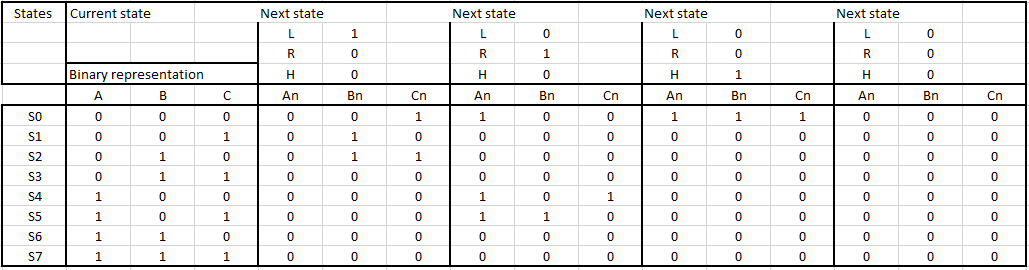 States Current state Next state Next state Next state Next state
L 1 L 0 L 0 L 0
R 0 R 1 R 0 R 0
Binary representation H 0 H 0 H 1 H 0
A B C An Bn Cn An Bn Cn An Bn Cn An Bn Cn
S0 0 0 0 0 0 1 1 0 0 1 1 1 0 0 0
S1 0 0 1 0 1 0 0 0 0 0 0 0 0 0 0
S2 0 1 0 0 1 1 0 0 0 0 0 0 0 0 0
S3 0 1 1 0 0 0 0 0 0 0 0 0 0 0 0
S4 1 0 0 0 0 0 1 0 1 0 0 0 0 0 0
S5 1 0 1 0 0 0 1 1 0 0 0 0 0 0 0
S6 1 1 0 0 0 0 0 0 0 0 0 0 0 0 0
S7 1 1 1 0 0 0 0 0 0 0 0 0 0 0 0